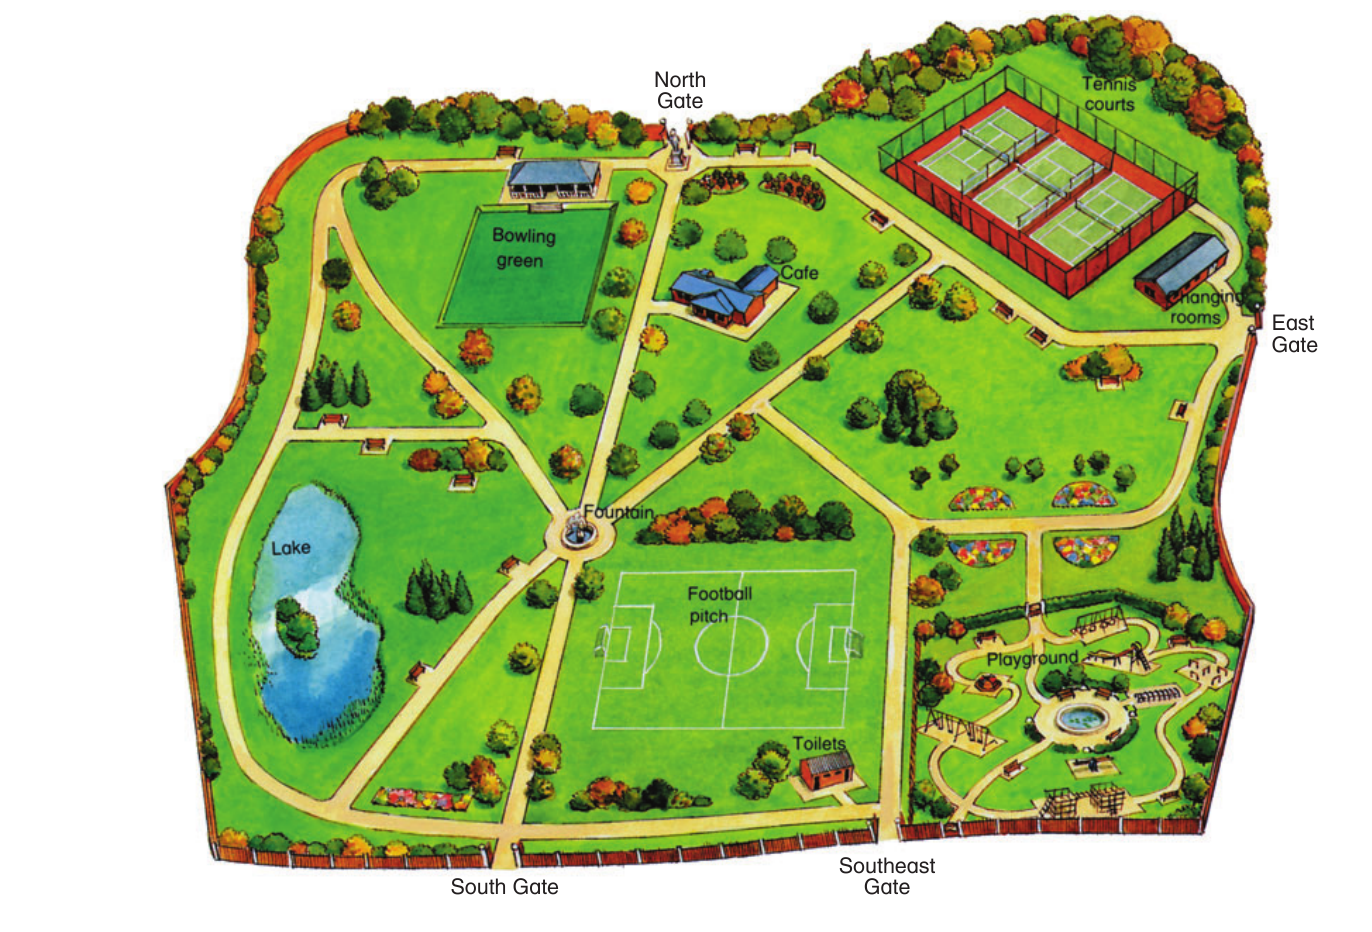 North
Gate
Tennis
courts
Bowling
green
Cafe
Changing
rooms
East
Gate
Fountain
Lake
Football
pitch
Playground
Toilets
Southeast
Gate
South Gate